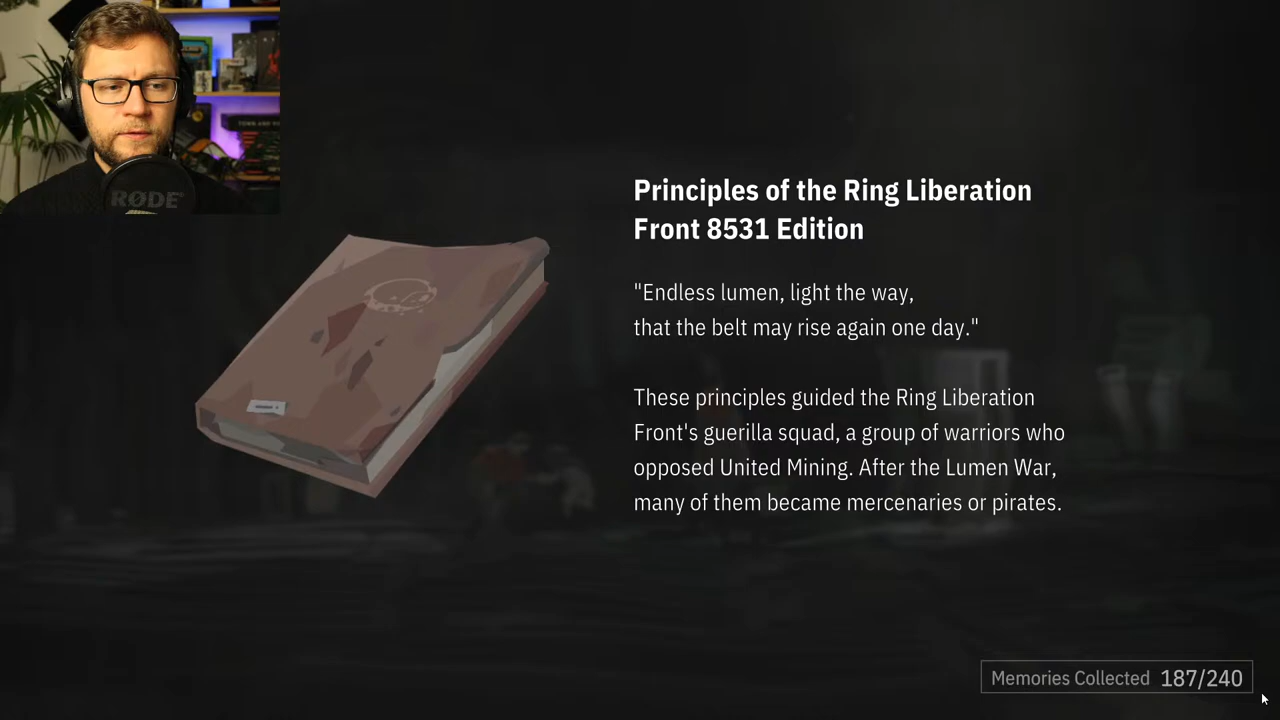 RØDE
Principles of the Ring Liberation
Front 8531 Edition
"Endless lumen, light the way,
that the belt may rise again one day."
These principles guided the Ring Liberation
Front's guerilla squad, a group of warriors who
opposed United Mining. After the Lumen War,
many of them became mercenaries or pirates.
Memories Collected 187/240